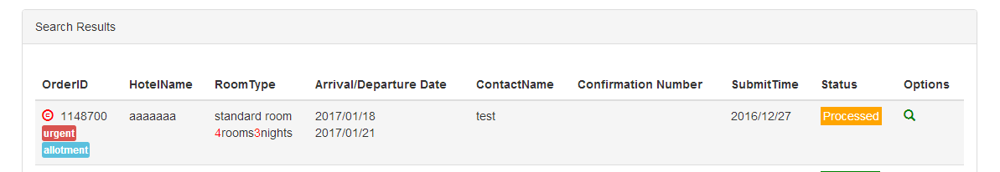 Search Results
OrderID HotelName RoomType Arrival/Departure Date ContactName Confirmation Number SubmitTime Status Options
1148700 aaaaaaa standard room 2017/01/18 test 2016/12/27 Processed
urgent 4rooms3nights 2017/01/21
allotment